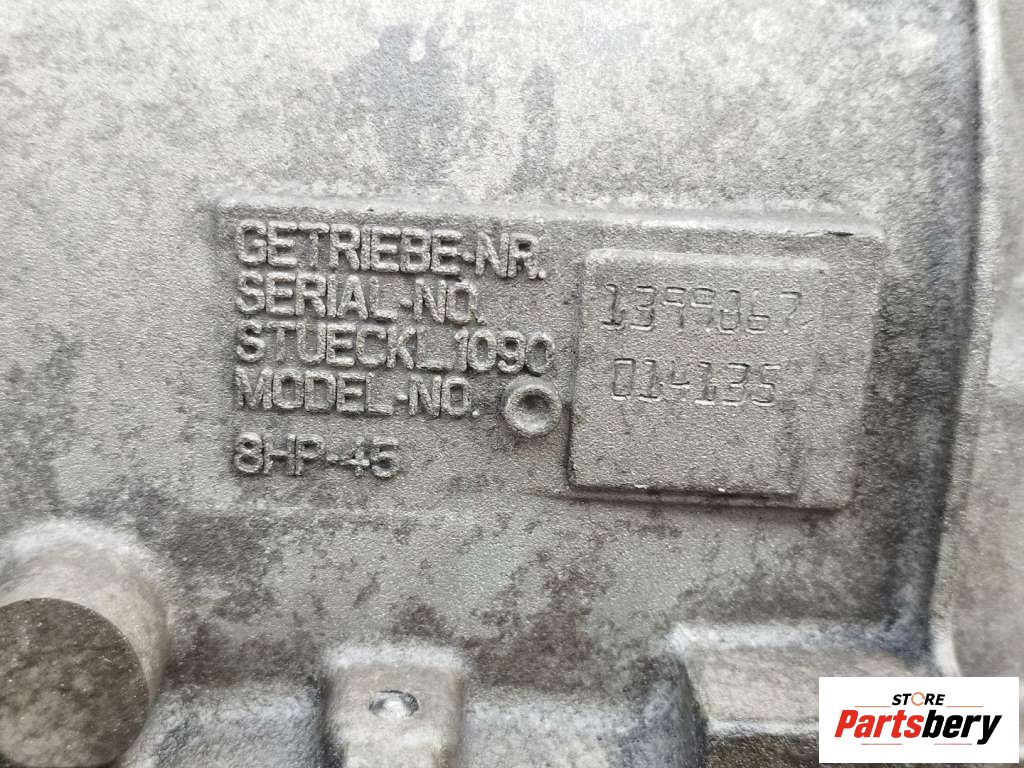 GETRIEBE-NR.
SERIAL-NO.
1399067
STUECKL.1090
MODEL-NO.
014135
8HP-45
STORE
Partsbery